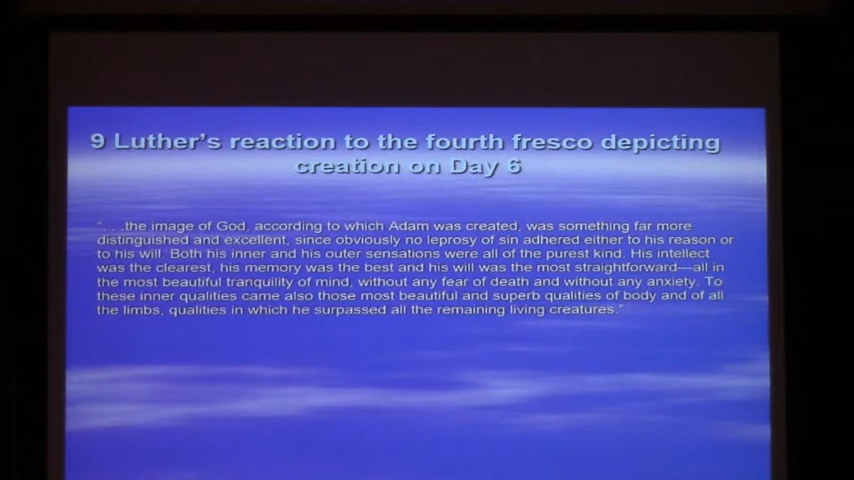 9 Luther's reaction to the fourth fresco depicting
creation on Day 6
“. . .the image of God, according to which Adam was created, was something far more
distinguished and excellent, since obviously no leprosy of sin adhered either to his reason or
to his will. Both his inner and his outer sensations were all of the purest kind. His intellect
was the clearest, his memory was the best and his will was the most straightforward—all in
the most beautiful tranquility of mind, without any fear of death and without any anxiety. To
these inner qualities came also those most beautiful and superb qualities of body and of all
the limbs, qualities in which he surpassed all the remaining living creatures.”